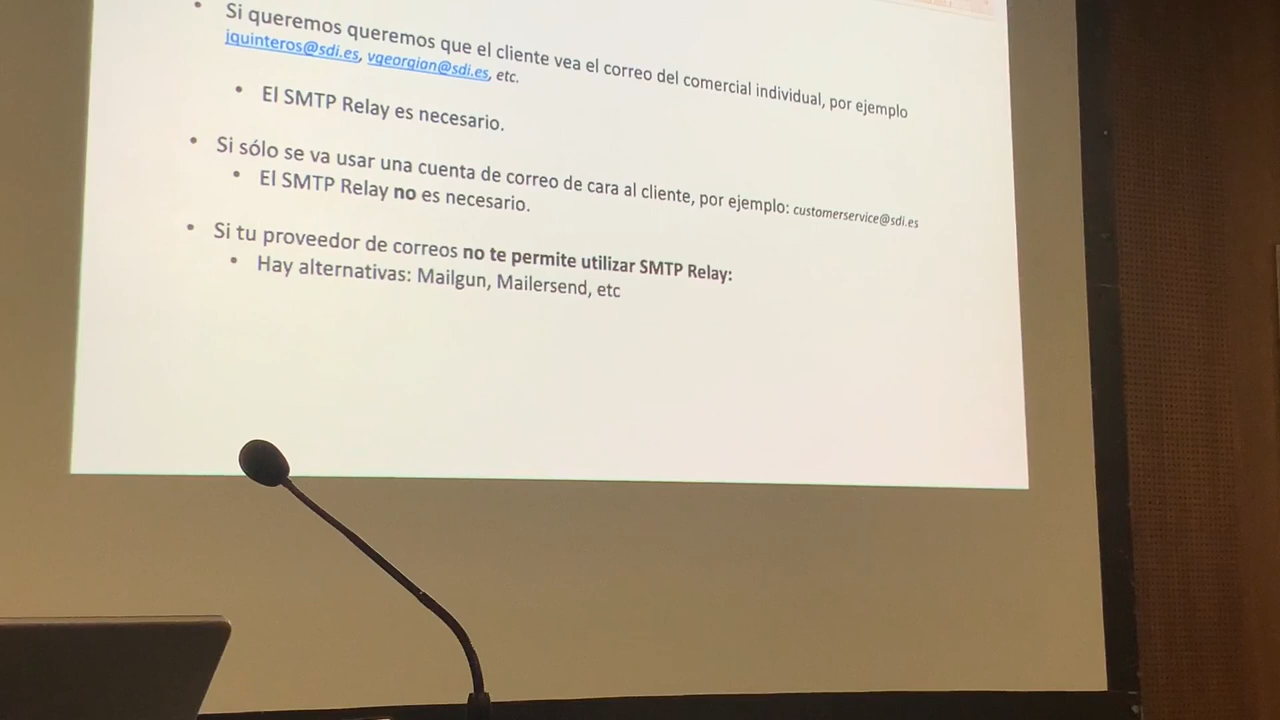 Si queremos queremos que el cliente vea el correo del comercial individual, por ejemplo
jquinteros@sdi.es, vgeorgian@sdi.es, etc.
El SMTP Relay es necesario.
Si sólo se va usar una cuenta de correo de cara al cliente, por ejemplo: customerservice@sdi.es
El SMTP Relay no es necesario.
Si tu proveedor de correos no te permite utilizar SMTP Relay:
Hay alternativas: Mailgun, Mailersend, etc